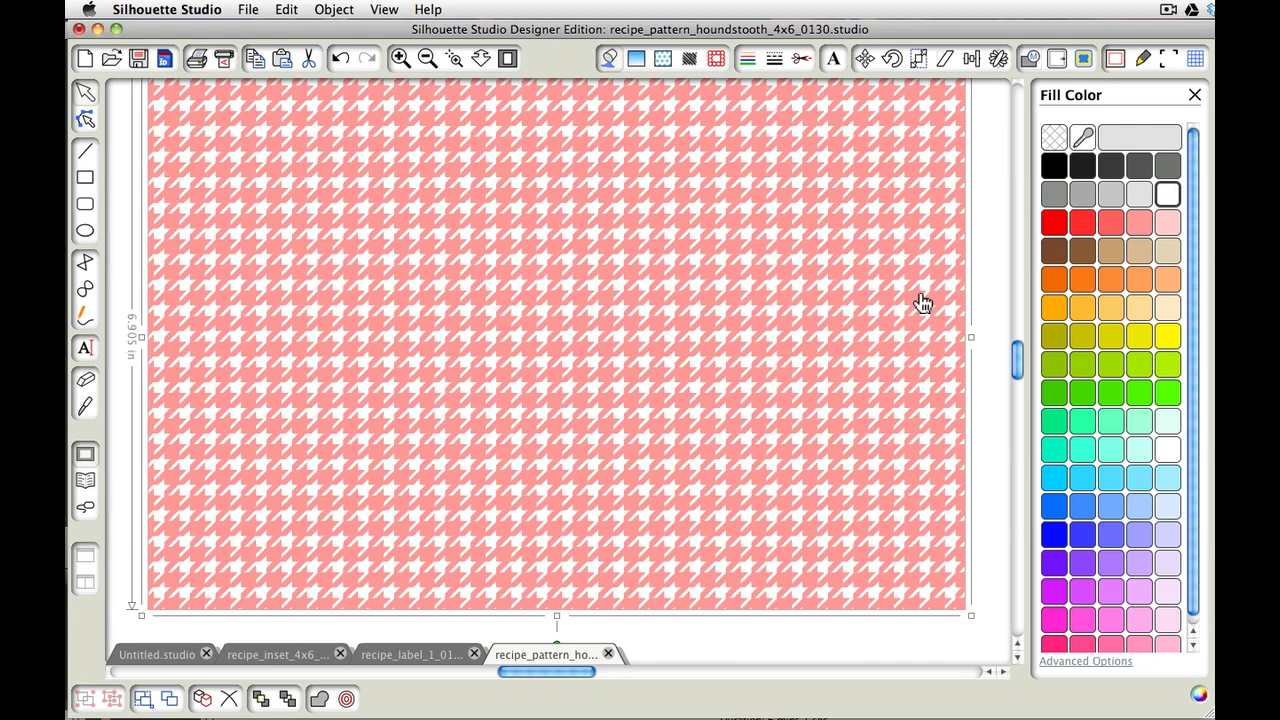 Silhouette Studio File Edit Object View Help
Silhouette Studio Designer Edition: recipe_pattern_houndstooth_4x6_0130.studio
Fill Color
6.905 in
Advanced Options
Untitled.studio recipe_inset_4x6_... recipe_label_1_01... recipe_pattern_ho...